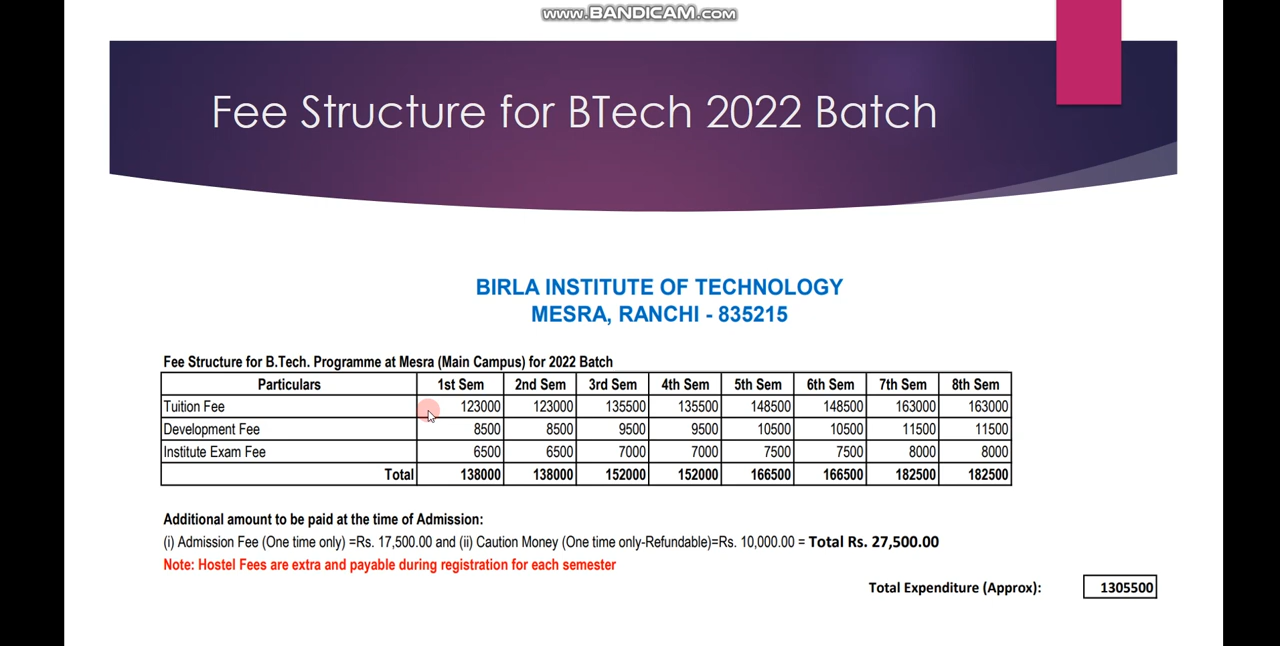 www.BANDICAM.com
Fee Structure for BTech 2022 Batch
BIRLA INSTITUTE OF TECHNOLOGY
MESRA, RANCHI - 835215
Fee Structure for B.Tech. Programme at Mesra (Main Campus) for 2022 Batch
Particulars 1st Sem 2nd Sem 3rd Sem 4th Sem 5th Sem 6th Sem 7th Sem 8th Sem
Tuition Fee 123000 123000 135500 135500 148500 148500 163000 163000
Development Fee 8500 8500 9500 9500 10500 10500 11500 11500
Institute Exam Fee 6500 6500 7000 7000 7500 7500 8000 8000
Total 138000 138000 152000 152000 166500 166500 182500 182500
Additional amount to be paid at the time of Admission:
(i) Admission Fee (One time only) =Rs. 17,500.00 and (ii) Caution Money (One time only-Refundable)=Rs. 10,000.00 = Total Rs. 27,500.00
Note: Hostel Fees are extra and payable during registration for each semester
Total Expenditure (Approx): 1305500